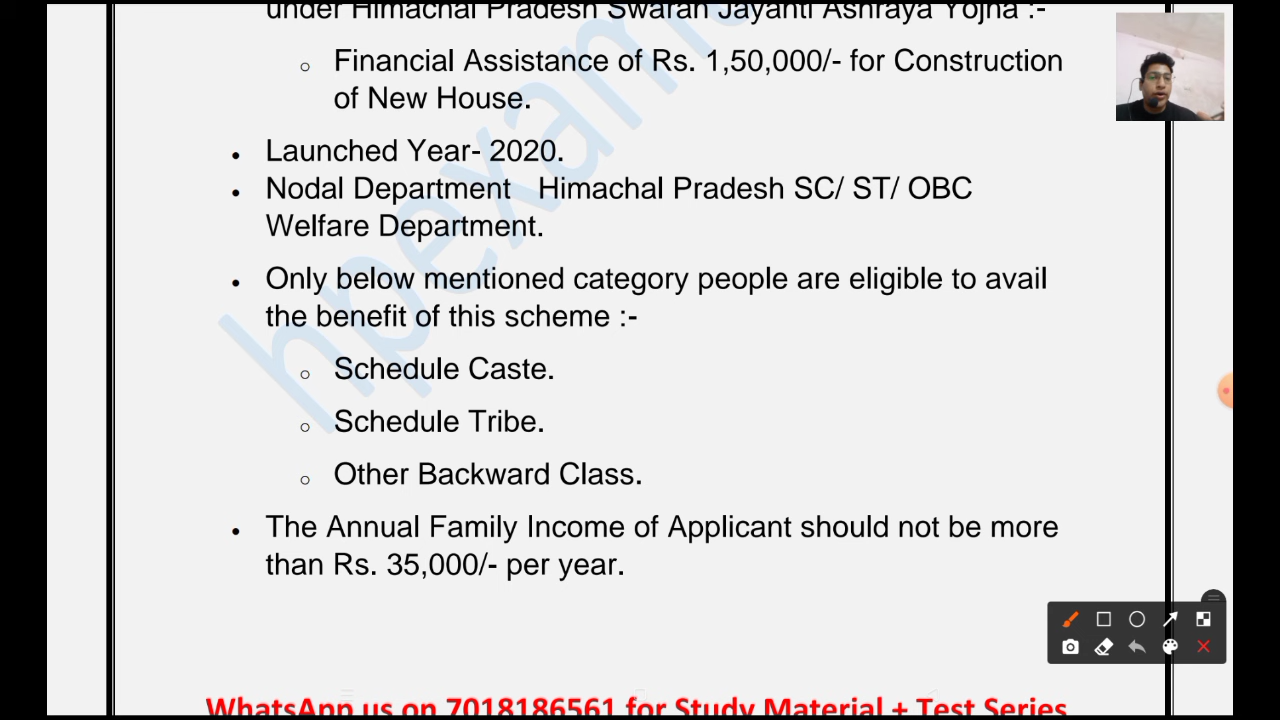 under Himachal Pradesh Swaran Jayanti Ashraya Yojna :-
Financial Assistance of Rs. 1,50,000/- for Construction
of New House.
Launched Year- 2020.
Nodal Department Himachal Pradesh SC/ ST/ OBC
Welfare Department.
Only below mentioned category people are eligible to avail
the benefit of this scheme :-
Schedule Caste.
Schedule Tribe.
Other Backward Class.
The Annual Family Income of Applicant should not be more
than Rs. 35,000/- per year.
WhatsApp us on 7018186561 for Study Material + Test Series
hpexam